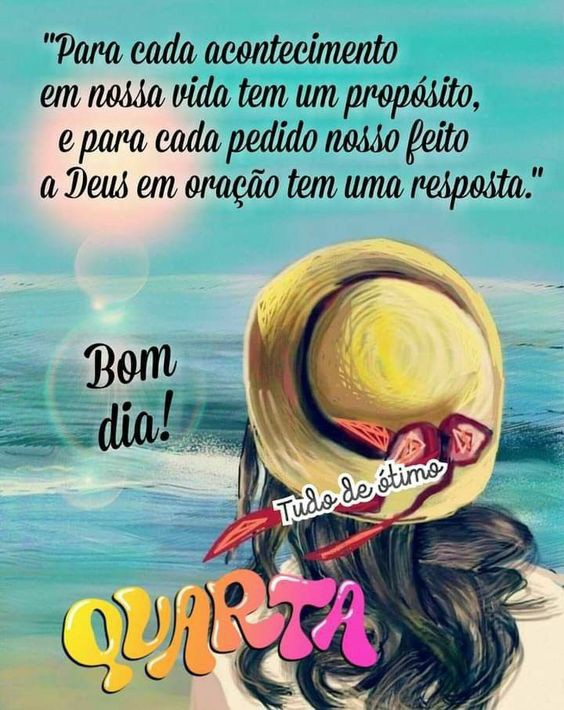 "Para cada acontecimento
em nossa vida tem um propósito,
e para cada pedido nosso feito
a Deus em oração tem uma resposta."
Bom
dia!
Tudo de ótimo
QUARTA